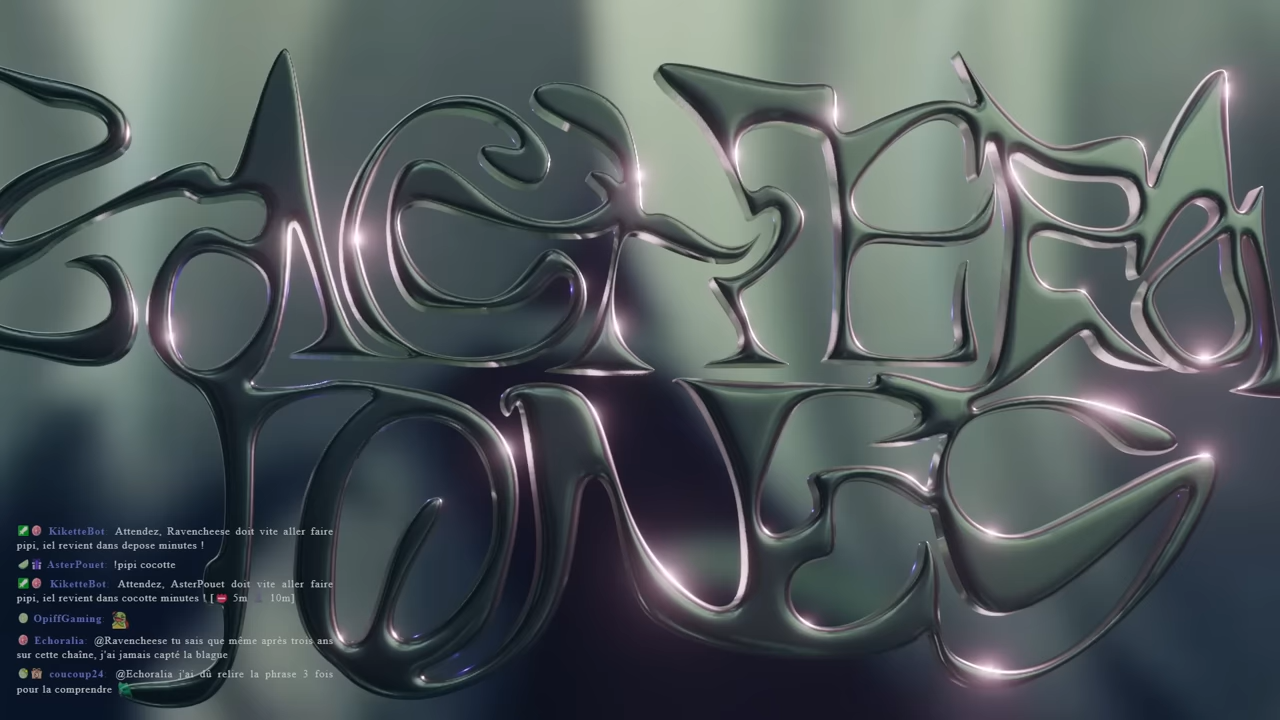 JONES
KiketteBot: Attendez, Ravencheese doit vite aller faire
pipi, iel revient dans depose minutes !
AsterPouet: !pipi cocotte
KiketteBot: Attendez, AsterPouet doit vite aller faire
pipi, iel revient dans cocotte minutes ! [⛔ 5m 10m]
OpiffGaming:
Echoralia: @Ravencheese tu sais que même après trois ans
sur cette chaîne, j'ai jamais capté la blague
coucoup24: @Echoralia j'ai dû relire la phrase 3 fois
pour la comprendre